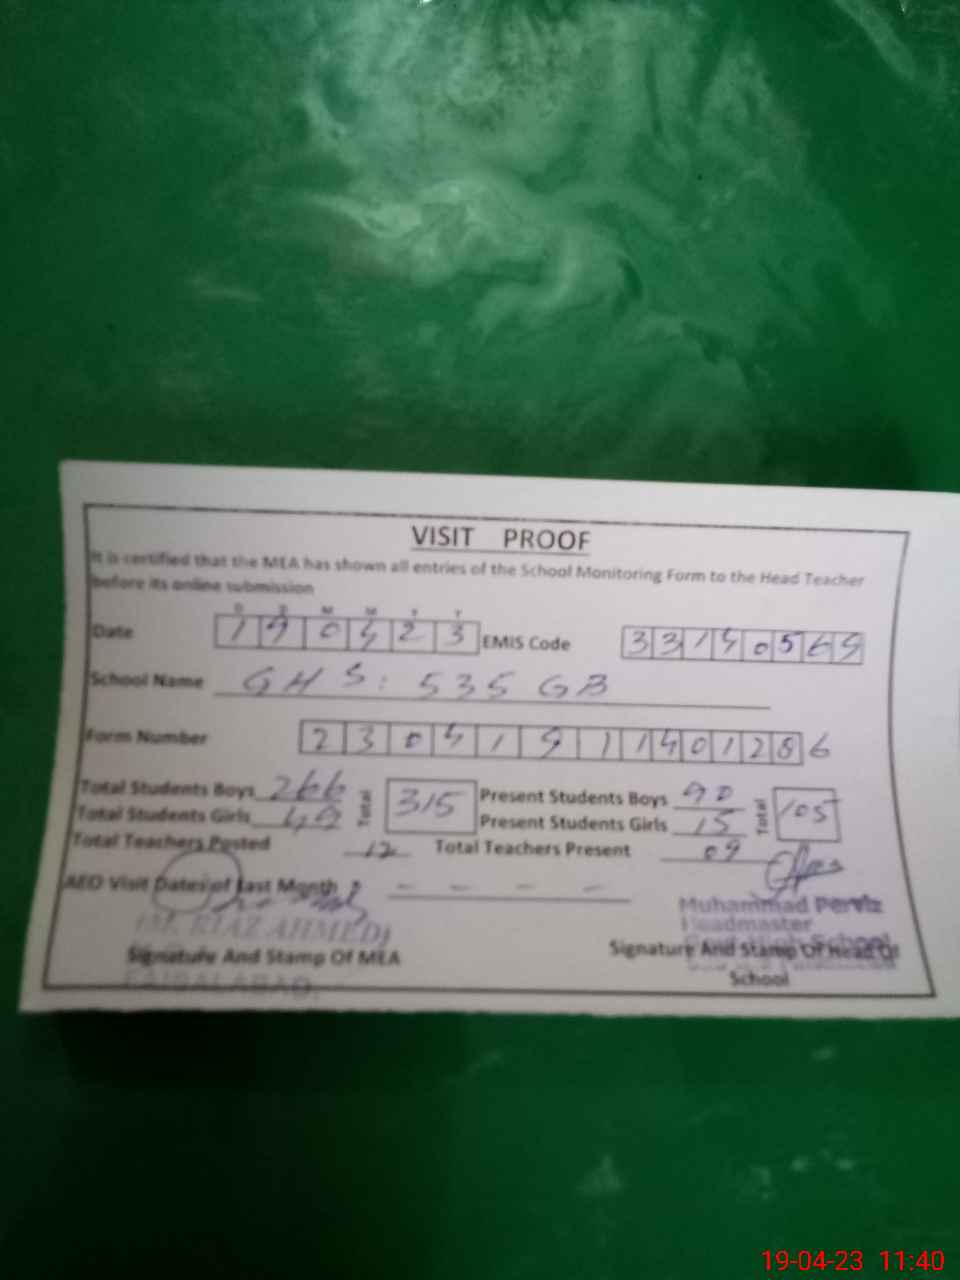 VISIT PROOF
It is certified that the MEA has shown all entries of the School Monitoring Form to the Head Teacher
before its online submission
D D M M Y Y
Date 190423 EMIS Code 33140569
School Name GHS: 535 GB
Form Number 23041911401286
Total Students Boys 266 Total 315 Present Students Boys 90 Total 105
Total Students Girls 49 Present Students Girls 15
Total Teachers Posted 12 Total Teachers Present 09
AEO Visit Dates of Last Month - - - -
(M. RIAZ AHMED)
Signature And Stamp Of MEA
FAISALABAD.
Muhammad Perviz
Headmaster
Signature And Stamp Of Head Of
School
19-04-23 11:40